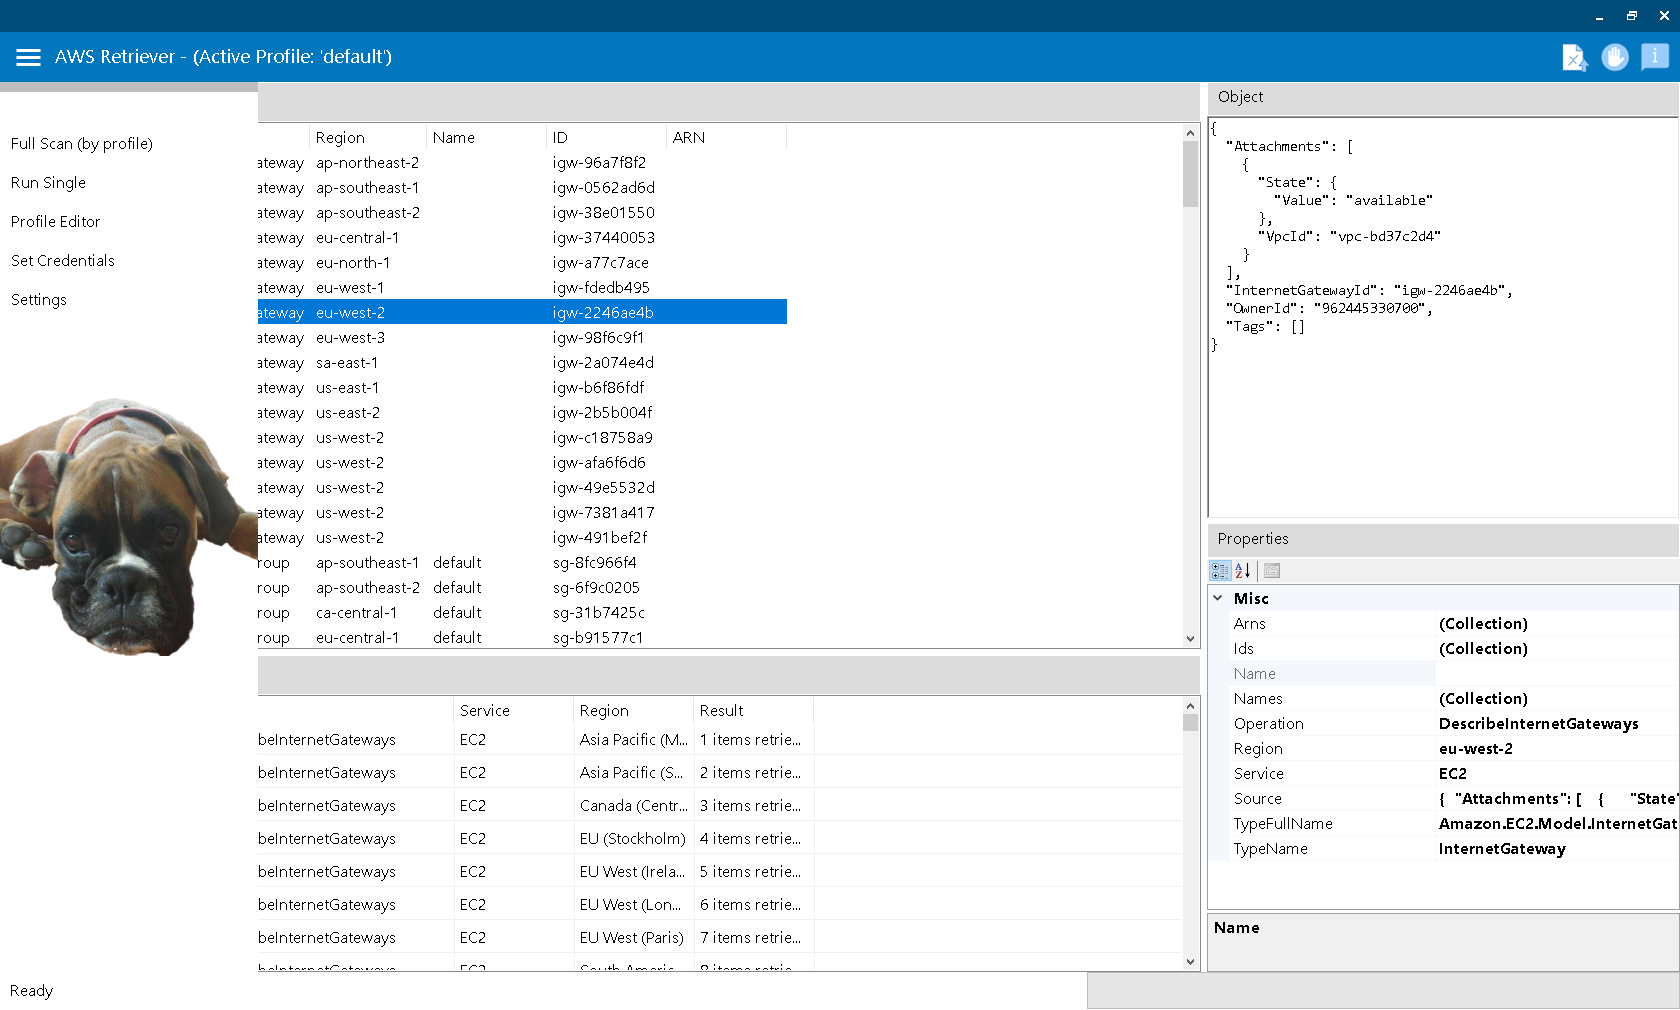 AWS Retriever - (Active Profile: 'default')
Full Scan (by profile)
Run Single
Profile Editor
Set Credentials
Settings
Region Name ID ARN
ateway ap-northeast-2 igw-96a7f8f2
ateway ap-southeast-1 igw-0562ad6d
ateway ap-southeast-2 igw-38e01550
ateway eu-central-1 igw-37440053
ateway eu-north-1 igw-a77c7ace
ateway eu-west-1 igw-fdedb495
ateway eu-west-2 igw-2246ae4b
ateway eu-west-3 igw-98f6c9f1
ateway sa-east-1 igw-2a074e4d
ateway us-east-1 igw-b6f86fdf
ateway us-east-2 igw-2b5b004f
ateway us-west-2 igw-c18758a9
ateway us-west-2 igw-afa6f6d6
ateway us-west-2 igw-49e5532d
ateway us-west-2 igw-7381a417
ateway us-west-2 igw-491bef2f
roup ap-southeast-1 default sg-8fc966f4
roup ap-southeast-2 default sg-6f9c0205
roup ca-central-1 default sg-31b7425c
roup eu-central-1 default sg-b91577c1
Service Region Result
beInternetGateways EC2 Asia Pacific (M... 1 items retrie...
beInternetGateways EC2 Asia Pacific (S... 2 items retrie...
beInternetGateways EC2 Canada (Centr... 3 items retrie...
beInternetGateways EC2 EU (Stockholm) 4 items retrie...
beInternetGateways EC2 EU West (Irela... 5 items retrie...
beInternetGateways EC2 EU West (Lon... 6 items retrie...
beInternetGateways EC2 EU West (Paris) 7 items retrie...
beInternetGateways EC2 South Americ... 8 items retrie...
Object
{
"Attachments": [
{
"State": {
"Value": "available"
},
"VpcId": "vpc-bd37c2d4"
}
],
"InternetGatewayId": "igw-2246ae4b",
"OwnerId": "962445330700",
"Tags": []
}
Properties
Misc
Arns (Collection)
Ids (Collection)
Name
Names (Collection)
Operation DescribeInternetGateways
Region eu-west-2
Service EC2
Source { "Attachments": [ { "State"
TypeFullName Amazon.EC2.Model.InternetGat
TypeName InternetGateway
Name
Ready